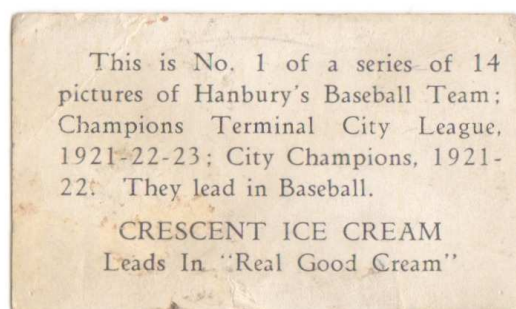 This is No. 1 of a series of 14
pictures of Hanbury's Baseball Team;
Champions Terminal City League,
1921-22-23; City Champions, 1921-
22. They lead in Baseball.
CRESCENT ICE CREAM
Leads In "Real Good Cream"